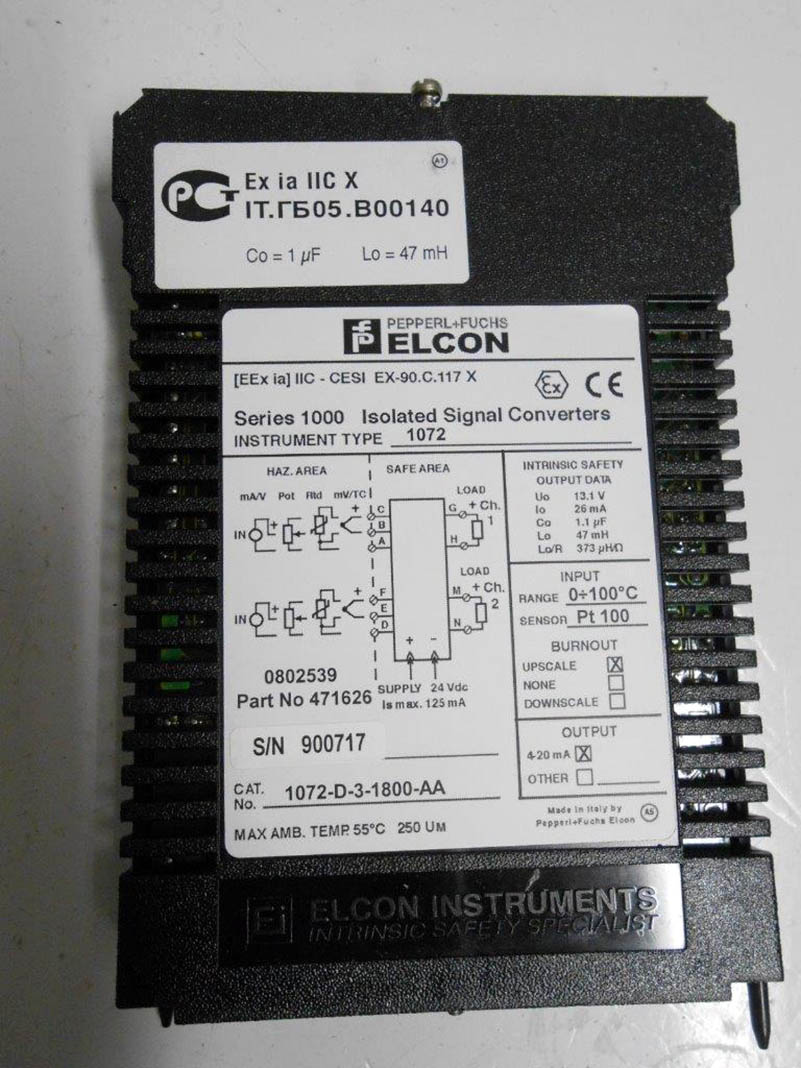 A1
PCT
Ex ia IIC X
IT.ГБ05.B00140
Co = 1 µF Lo = 47 mH
PEPPERL+FUCHS
ELCON
[EEx ia] IIC - CESI EX-90.C.117 X
Ex CE
Series 1000 Isolated Signal Converters
INSTRUMENT TYPE 1072
HAZ. AREA
SAFE AREA
mA/V Pot Rtd mV/TC
LOAD
IN + +
C
B
A
G
H
+ Ch.
1
LOAD
IN + +
F
E
D
M
N
+ Ch.
2
+ −
SUPPLY 24 Vdc
Is max. 125 mA
0802539
Part No 471626
S/N 900717
CAT.
No. 1072-D-3-1800-AA
MAX AMB. TEMP. 55°C 250 UM
INTRINSIC SAFETY
OUTPUT DATA
Uo 13.1 V
Io 26 mA
Co 1.1 µF
Lo 47 mH
Lo/R 373 µH/Ω
INPUT
RANGE 0÷100°C
SENSOR Pt 100
BURNOUT
UPSCALE X
NONE
DOWNSCALE
OUTPUT
4-20 mA X
OTHER
Made in Italy by
Pepperl+Fuchs Elcon
A5
Ei ELCON INSTRUMENTS
INTRINSIC SAFETY SPECIALIST